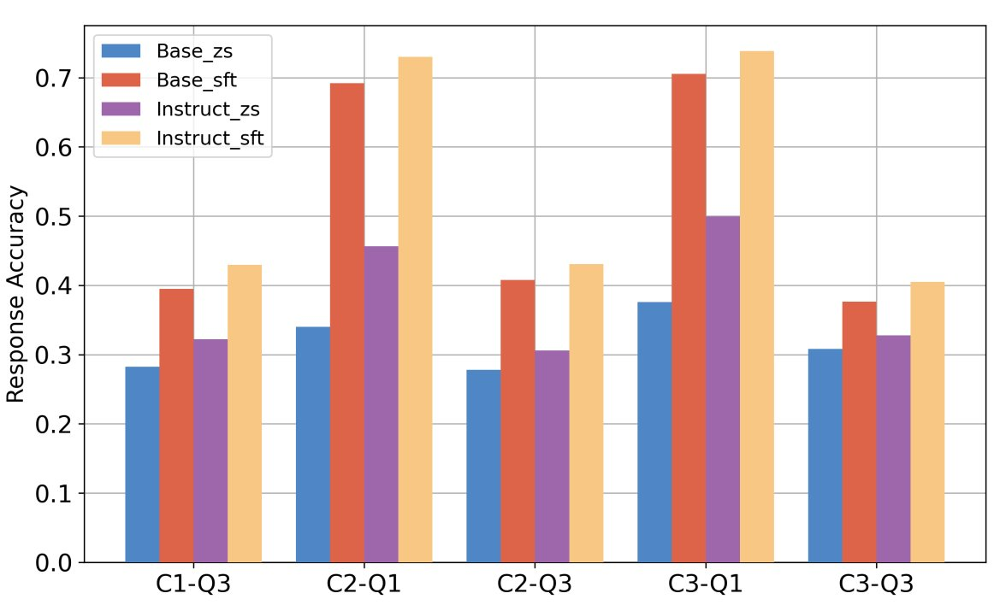 Base_zs
Base_sft
Instruct_zs
Instruct_sft
Response Accuracy
0.7
0.6
0.5
0.4
0.3
0.2
0.1
0.0
C1-Q3 C2-Q1 C2-Q3 C3-Q1 C3-Q3